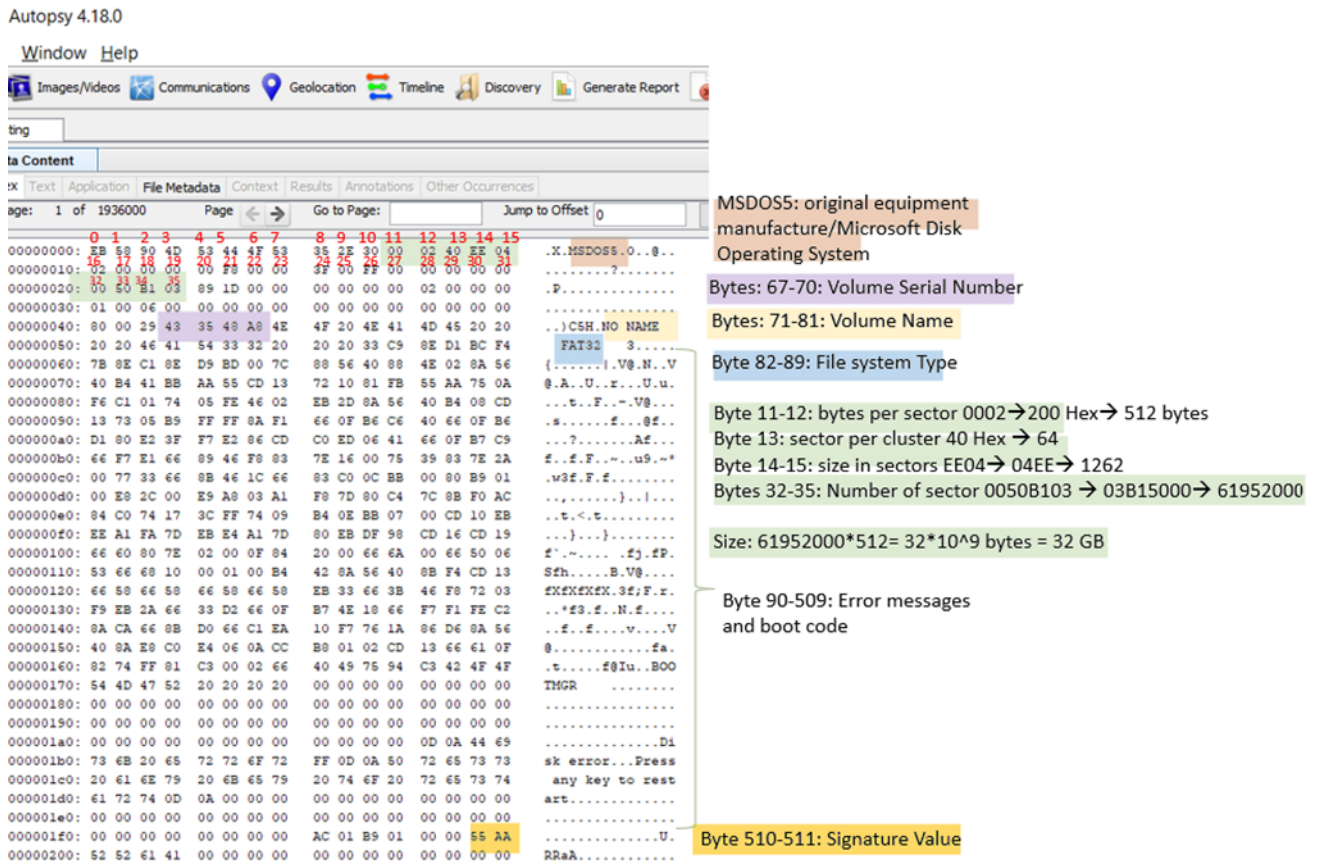 Autopsy 4.18.0
Window Help
Images/Videos Communications Geolocation Timeline Discovery Generate Report
ting
ta Content
ex Text Application File Metadata Context Results Annotations Other Occurrences
age: 1 of 1936000 Page Go to Page: Jump to Offset 0
0 1 2 3 4 5 6 7 8 9 10 11 12 13 14 15
00000000: EB 58 90 4D 53 44 4F 53 35 2E 30 00 02 40 EE 04 .X.MSDOS5.0..@..
16 17 18 19 20 21 22 23 24 25 26 27 28 29 30 31
00000010: 02 00 00 00 00 F8 00 00 3F 00 FF 00 00 00 00 00 ........?.......
32 33 34 35
00000020: 00 50 B1 03 89 1D 00 00 00 00 00 00 02 00 00 00 .P..............
00000030: 01 00 06 00 00 00 00 00 00 00 00 00 00 00 00 00 ................
00000040: 80 00 29 43 35 48 A8 4E 4F 20 4E 41 4D 45 20 20 ..)C5H.NO NAME
00000050: 20 20 46 41 54 33 32 20 20 20 33 C9 8E D1 BC F4 FAT32 3.....
00000060: 7B 8E C1 8E D9 BD 00 7C 88 56 40 88 4E 02 8A 56 {......|.V@.N..V
00000070: 40 B4 41 BB AA 55 CD 13 72 10 81 FB 55 AA 75 0A @.A..U..r...U.u.
00000080: F6 C1 01 74 05 FE 46 02 EB 2D 8A 56 40 B4 08 CD ...t..F..-.V@...
00000090: 13 73 05 B9 FF FF 8A F1 66 0F B6 C6 40 66 0F B6 .s......f...@f..
000000a0: D1 80 E2 3F F7 E2 86 CD C0 ED 06 41 66 0F B7 C9 ...?.......Af...
000000b0: 66 F7 E1 66 89 46 F8 83 7E 16 00 75 39 83 7E 2A f..f.F..~..u9.~*
000000c0: 00 77 33 66 8B 46 1C 66 83 C0 0C BB 00 80 B9 01 .w3f.F.f........
000000d0: 00 E8 2C 00 E9 A8 03 A1 F8 7D 80 C4 7C 8B F0 AC ..,......}..|...
000000e0: 84 C0 74 17 3C FF 74 09 B4 0E BB 07 00 CD 10 EB ..t.<.t.........
000000f0: EE A1 FA 7D EB E4 A1 7D 80 EB DF 98 CD 16 CD 19 ...}...}........
00000100: 66 60 80 7E 02 00 0F 84 20 00 66 6A 00 66 50 06 f`.~.... .fj.fP.
00000110: 53 66 68 10 00 01 00 B4 42 8A 56 40 8B F4 CD 13 Sfh.....B.V@....
00000120: 66 58 66 58 66 58 66 58 EB 33 66 3B 46 F8 72 03 fXfXfXfX.3f;F.r.
00000130: F9 EB 2A 66 33 D2 66 0F B7 4E 18 66 F7 F1 FE C2 ..*f3.f..N.f....
00000140: 8A CA 66 8B D0 66 C1 EA 10 F7 76 1A 86 D6 8A 56 ..f..f....v....V
00000150: 40 8A E8 C0 E4 06 0A CC B8 01 02 CD 13 66 61 0F @............fa.
00000160: 82 74 FF 81 C3 00 02 66 40 49 75 94 C3 42 4F 4F .t.....f@Iu..BOO
00000170: 54 4D 47 52 20 20 20 20 00 00 00 00 00 00 00 00 TMGR ........
00000180: 00 00 00 00 00 00 00 00 00 00 00 00 00 00 00 00 ................
00000190: 00 00 00 00 00 00 00 00 00 00 00 00 00 00 00 00 ................
000001a0: 00 00 00 00 00 00 00 00 00 00 00 00 0D 0A 44 69 ..............Di
000001b0: 73 6B 20 65 72 72 6F 72 FF 0D 0A 50 72 65 73 73 sk error...Press
000001c0: 20 61 6E 79 20 6B 65 79 20 74 6F 20 72 65 73 74 any key to rest
000001d0: 61 72 74 0D 0A 00 00 00 00 00 00 00 00 00 00 00 art.............
000001e0: 00 00 00 00 00 00 00 00 00 00 00 00 00 00 00 00 ................
000001f0: 00 00 00 00 00 00 00 00 AC 01 B9 01 00 00 55 AA ..............U.
00000200: 52 52 61 41 00 00 00 00 00 00 00 00 00 00 00 00 RRaA............
MSDOS5: original equipment
manufacture/Microsoft Disk
Operating System
Bytes: 67-70: Volume Serial Number
Bytes: 71-81: Volume Name
Byte 82-89: File system Type
Byte 11-12: bytes per sector 0002→200 Hex→ 512 bytes
Byte 13: sector per cluster 40 Hex → 64
Byte 14-15: size in sectors EE04→ 04EE→ 1262
Bytes 32-35: Number of sector 0050B103 → 03B15000→ 61952000
Size: 61952000*512= 32*10^9 bytes = 32 GB
Byte 90-509: Error messages
and boot code
Byte 510-511: Signature Value